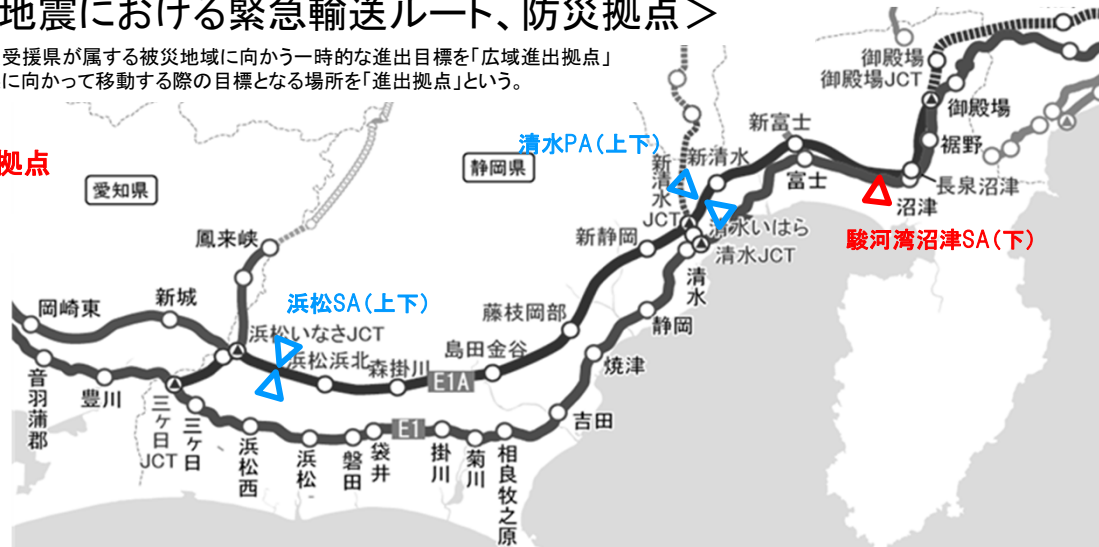 地震における緊急輸送ルート、防災拠点＞
受援県が属する被災地域に向かう一時的な進出目標を「広域進出拠点」
に向かって移動する際の目標となる場所を「進出拠点」という。
拠点
愛知県
静岡県
清水PA（上下）
浜松SA（上下）
駿河湾沼津SA（下）
御殿場
御殿場JCT
御殿場
裾野
長泉沼津
沼津
新富士
富士
新清水
新清水JCT
清水いはら
清水JCT
清水
新静岡
静岡
藤枝岡部
焼津
島田金谷
吉田
森掛川
E1A
浜松浜北
浜松いなさJCT
鳳来峡
新城
岡崎東
音羽蒲郡
豊川
三ヶ日JCT
三ヶ日
浜松西
浜松
磐田
袋井
E1
掛川
菊川
相良牧之原